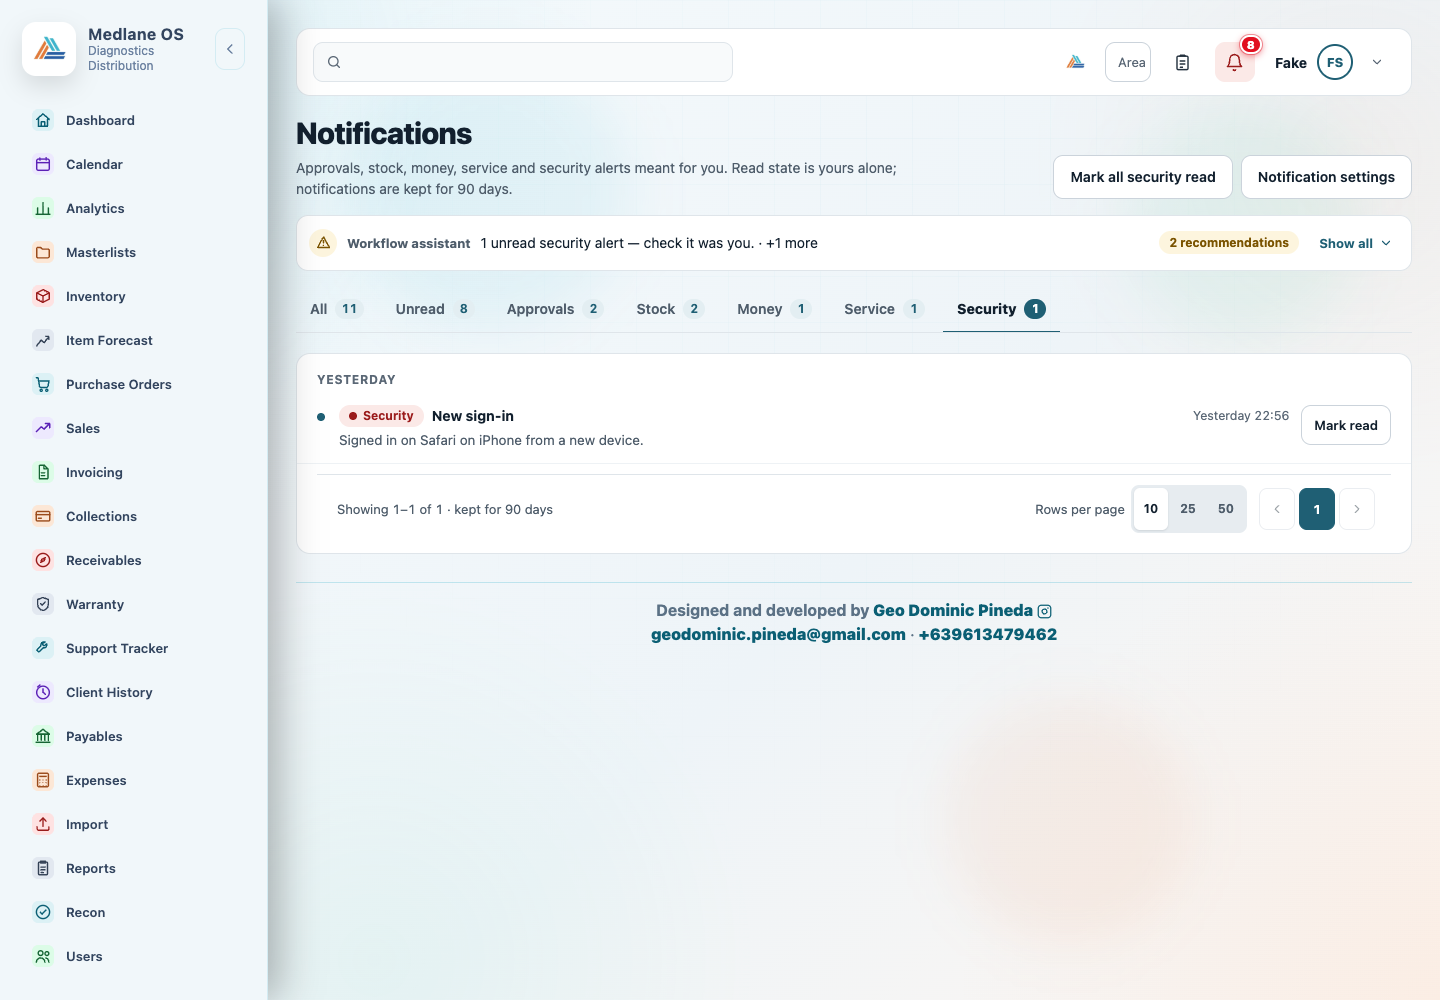 Medlane OS
Diagnostics
Distribution
Dashboard
Calendar
Analytics
Masterlists
Inventory
Item Forecast
Purchase Orders
Sales
Invoicing
Collections
Receivables
Warranty
Support Tracker
Client History
Payables
Expenses
Import
Reports
Recon
Users
Area
8
Fake
FS
Notifications
Approvals, stock, money, service and security alerts meant for you. Read state is yours alone;
notifications are kept for 90 days.
Mark all security read
Notification settings
Workflow assistant 1 unread security alert — check it was you. · +1 more
2 recommendations
Show all
All 11 Unread 8 Approvals 2 Stock 2 Money 1 Service 1 Security 1
YESTERDAY
Security New sign-in
Yesterday 22:56
Mark read
Signed in on Safari on iPhone from a new device.
Showing 1–1 of 1 · kept for 90 days
Rows per page 10 25 50
1
Designed and developed by Geo Dominic Pineda
geodominic.pineda@gmail.com · +639613479462